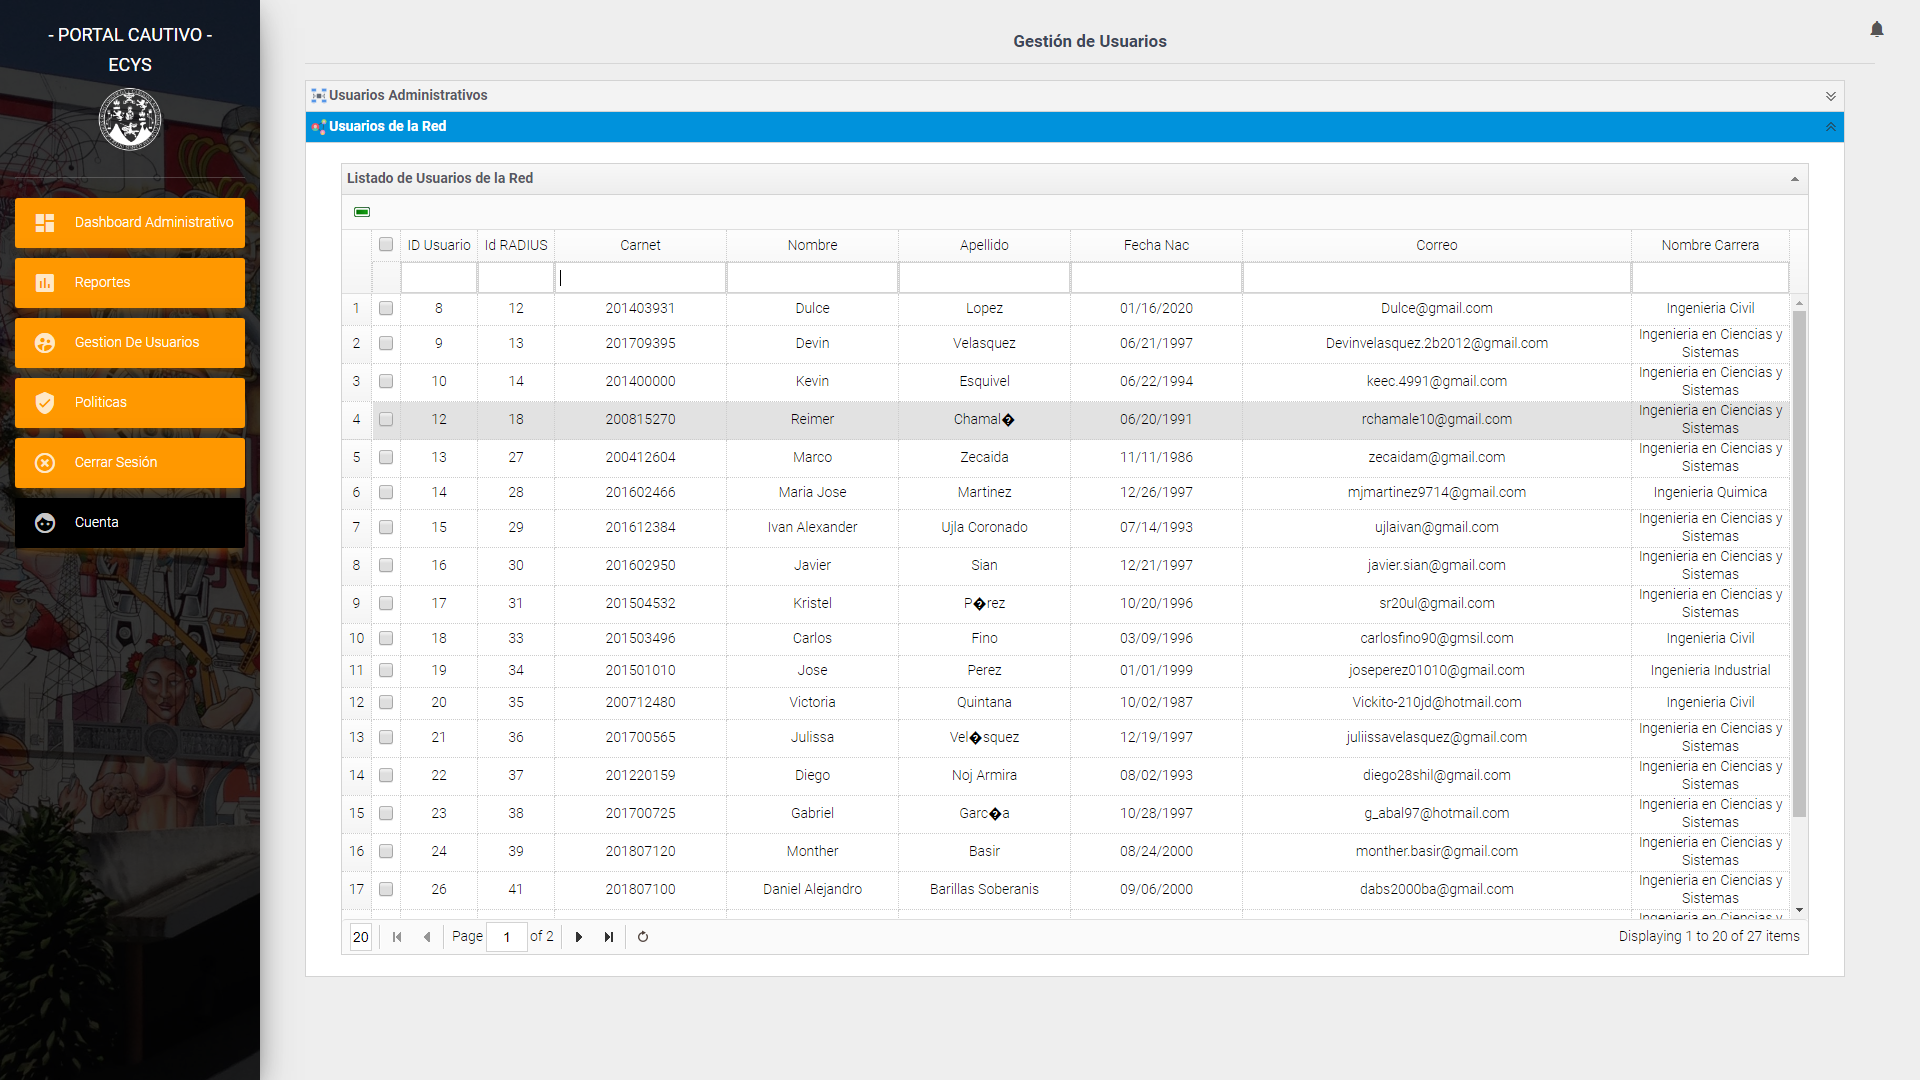 - PORTAL CAUTIVO -
ECYS
Dashboard Administrativo
Reportes
Gestion De Usuarios
Politicas
Cerrar Sesión
Cuenta
Gestión de Usuarios
Usuarios Administrativos
Usuarios de la Red
Listado de Usuarios de la Red
ID Usuario Id RADIUS Carnet Nombre Apellido Fecha Nac Correo Nombre Carrera
1 8 12 201403931 Dulce Lopez 01/16/2020 Dulce@gmail.com Ingenieria Civil
2 9 13 201709395 Devin Velasquez 06/21/1997 Devinvelasquez.2b2012@gmail.com Ingenieria en Ciencias y
Sistemas
3 10 14 201400000 Kevin Esquivel 06/22/1994 keec.4991@gmail.com Ingenieria en Ciencias y
Sistemas
4 12 18 200815270 Reimer Chamal� 06/20/1991 rchamale10@gmail.com Ingenieria en Ciencias y
Sistemas
5 13 27 200412604 Marco Zecaida 11/11/1986 zecaidam@gmail.com Ingenieria en Ciencias y
Sistemas
6 14 28 201602466 Maria Jose Martinez 12/26/1997 mjmartinez9714@gmail.com Ingenieria Quimica
7 15 29 201612384 Ivan Alexander Ujla Coronado 07/14/1993 ujlaivan@gmail.com Ingenieria en Ciencias y
Sistemas
8 16 30 201602950 Javier Sian 12/21/1997 javier.sian@gmail.com Ingenieria en Ciencias y
Sistemas
9 17 31 201504532 Kristel P�rez 10/20/1996 sr20ul@gmail.com Ingenieria en Ciencias y
Sistemas
10 18 33 201503496 Carlos Fino 03/09/1996 carlosfino90@gmsil.com Ingenieria Civil
11 19 34 201501010 Jose Perez 01/01/1999 joseperez01010@gmail.com Ingenieria Industrial
12 20 35 200712480 Victoria Quintana 10/02/1987 Vickito-210jd@hotmail.com Ingenieria Civil
13 21 36 201700565 Julissa Vel�squez 12/19/1997 juliissavelasquez@gmail.com Ingenieria en Ciencias y
Sistemas
14 22 37 201220159 Diego Noj Armira 08/02/1993 diego28shil@gmail.com Ingenieria en Ciencias y
Sistemas
15 23 38 201700725 Gabriel Garc�a 10/28/1997 g_abal97@hotmail.com Ingenieria en Ciencias y
Sistemas
16 24 39 201807120 Monther Basir 08/24/2000 monther.basir@gmail.com Ingenieria en Ciencias y
Sistemas
17 26 41 201807100 Daniel Alejandro Barillas Soberanis 09/06/2000 dabs2000ba@gmail.com Ingenieria en Ciencias y
Sistemas
Ingenieria en Ciencias y
20 Page 1 of 2 Displaying 1 to 20 of 27 items